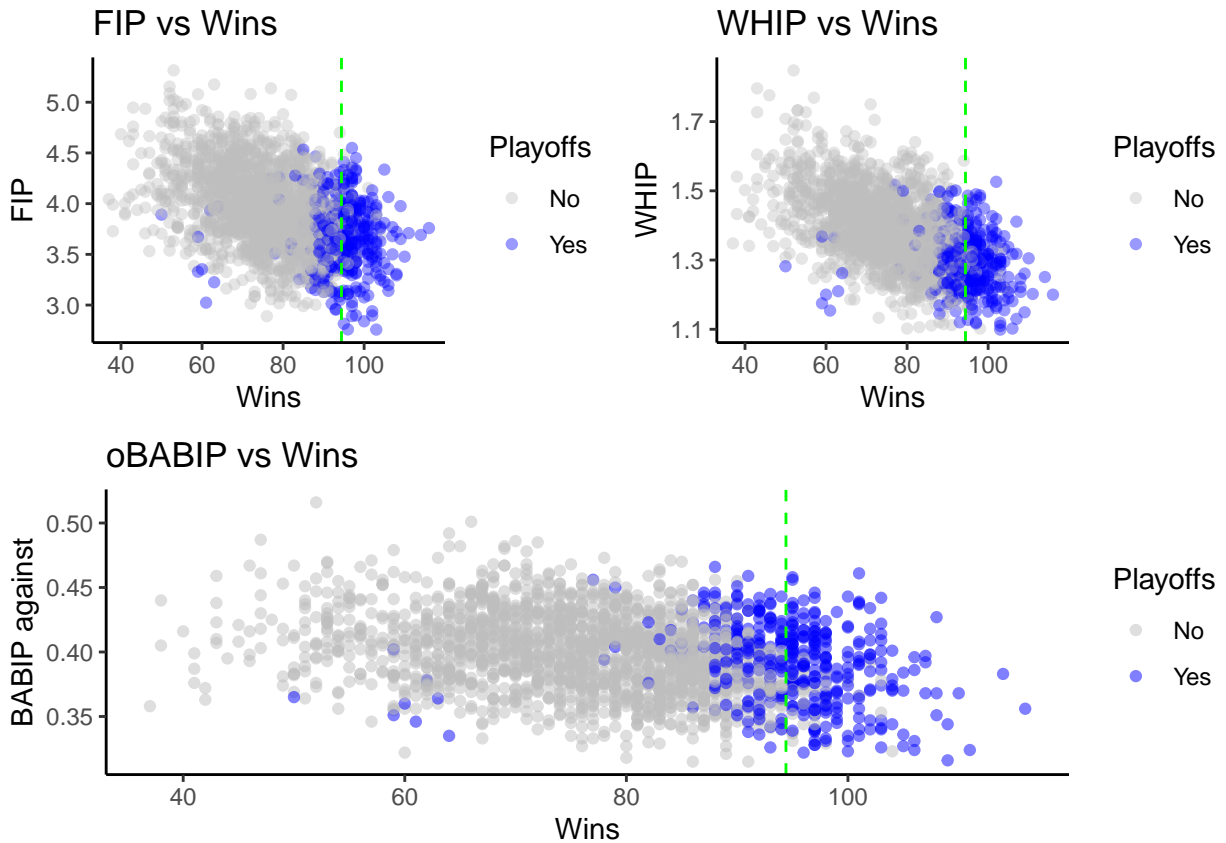 FIP vs Wins
FIP
5.0
4.5
4.0
3.5
3.0
40 60 80 100
Wins
Playoffs
No
Yes
WHIP vs Wins
WHIP
1.7
1.5
1.3
1.1
40 60 80 100
Wins
Playoffs
No
Yes
oBABIP vs Wins
BABIP against
0.50
0.45
0.40
0.35
40 60 80 100
Wins
Playoffs
No
Yes